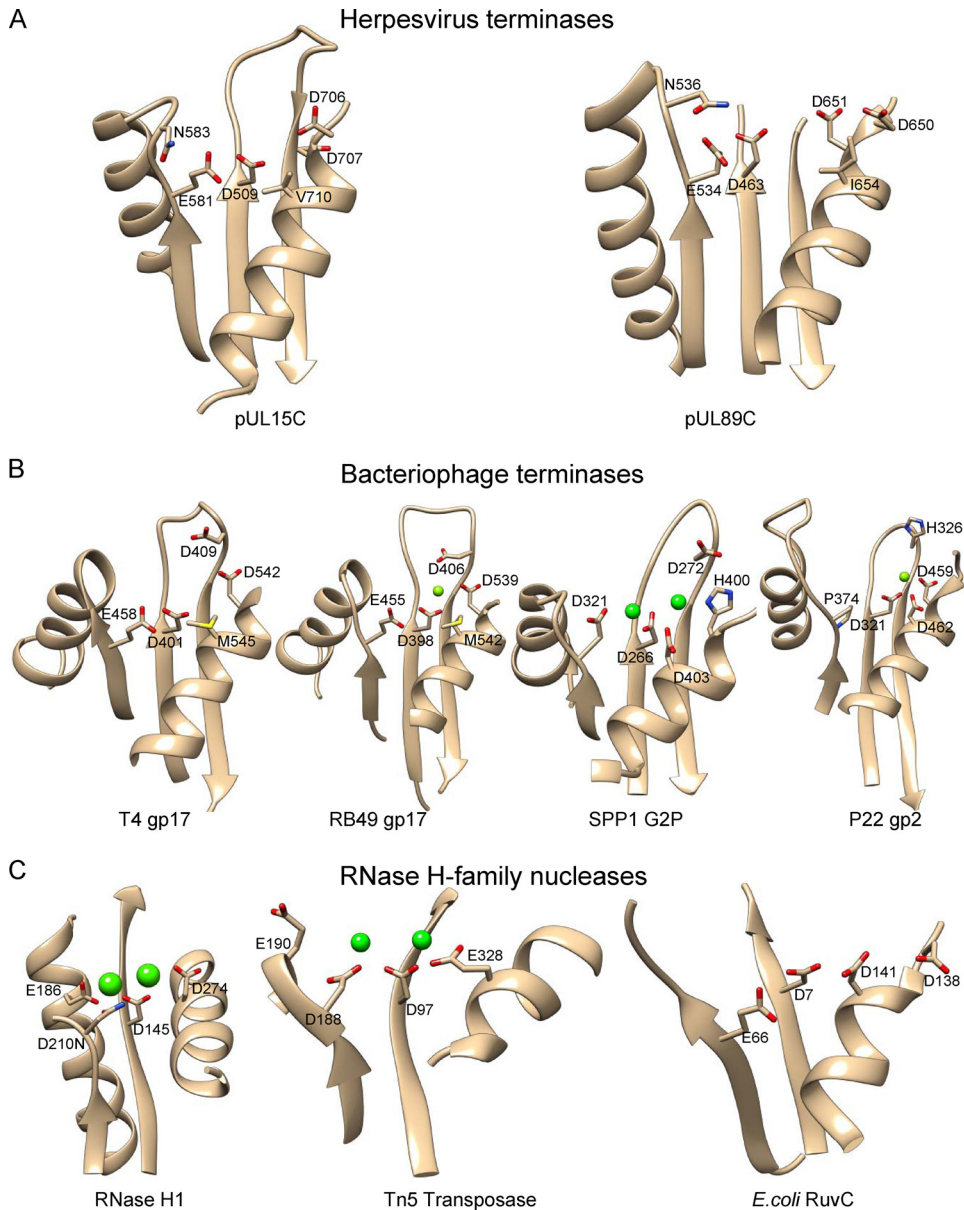 A
Herpesvirus terminases
N583
E581
D509
D706
D707
V710
pUL15C
N536
E534
D463
D651
D650
I654
pUL89C
B
Bacteriophage terminases
D409
D542
E458
D401
M545
T4 gp17
D406
D539
E455
D398
M542
RB49 gp17
D272
H400
D321
D266
D403
SPP1 G2P
H326
D459
P374
D321
D462
P22 gp2
C
RNase H-family nucleases
E186
D274
D145
D210N
RNase H1
E190
E328
D97
D188
Tn5 Transposase
D7
D141
D138
E66
E.coli RuvC